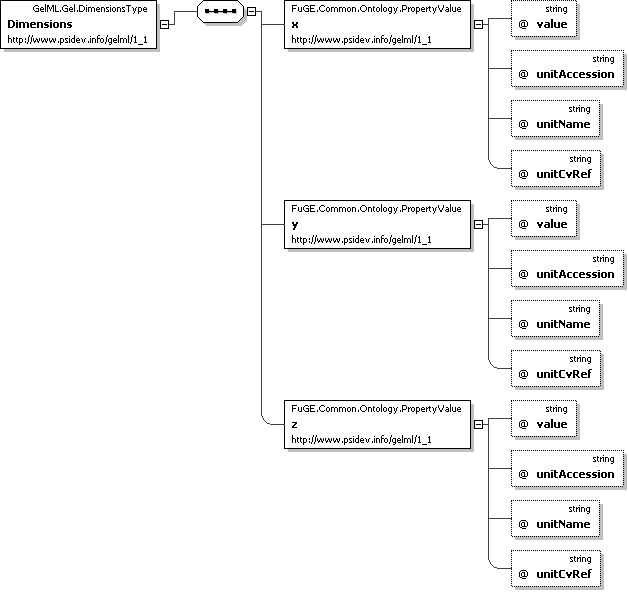 GelML.Gel.DimensionsType
Dimensions
http://www.psidev.info/gelml/1_1
FuGE.Common.Ontology.PropertyValue
x
http://www.psidev.info/gelml/1_1
string
@ value
string
@ unitAccession
string
@ unitName
string
@ unitCvRef
FuGE.Common.Ontology.PropertyValue
y
http://www.psidev.info/gelml/1_1
string
@ value
string
@ unitAccession
string
@ unitName
string
@ unitCvRef
FuGE.Common.Ontology.PropertyValue
z
http://www.psidev.info/gelml/1_1
string
@ value
string
@ unitAccession
string
@ unitName
string
@ unitCvRef